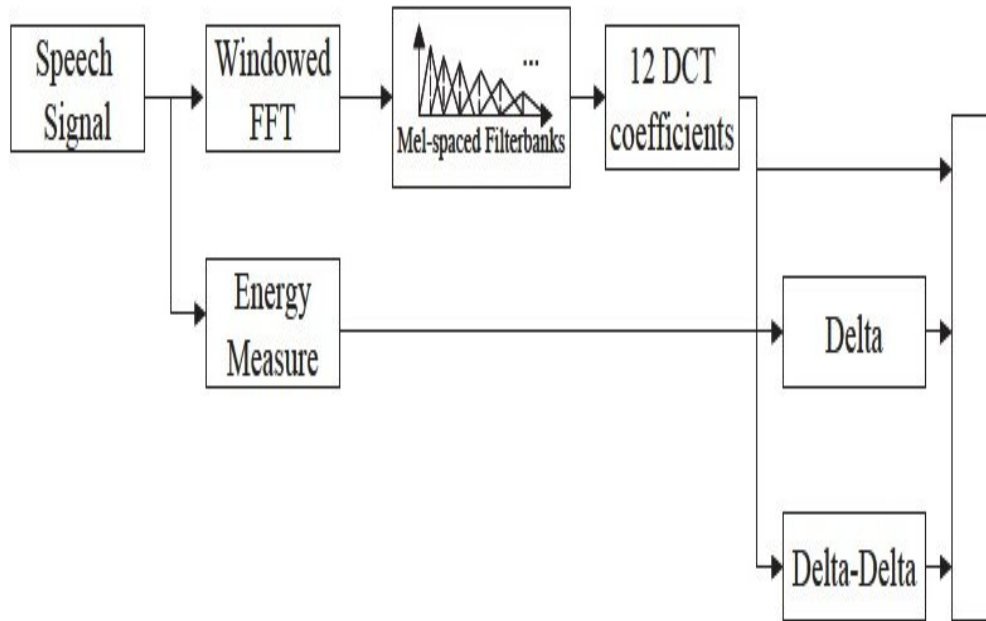 Speech
Signal
Windowed
FFT
...
Mel-spaced Filterbanks
12 DCT
coefficients
Energy
Measure
Delta
Delta-Delta